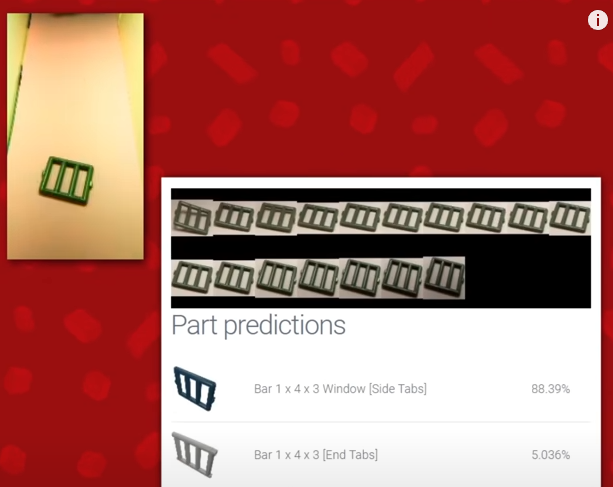 Part predictions
Bar 1 x 4 x 3 Window [Side Tabs] 88.39%
Bar 1 x 4 x 3 [End Tabs] 5.036%